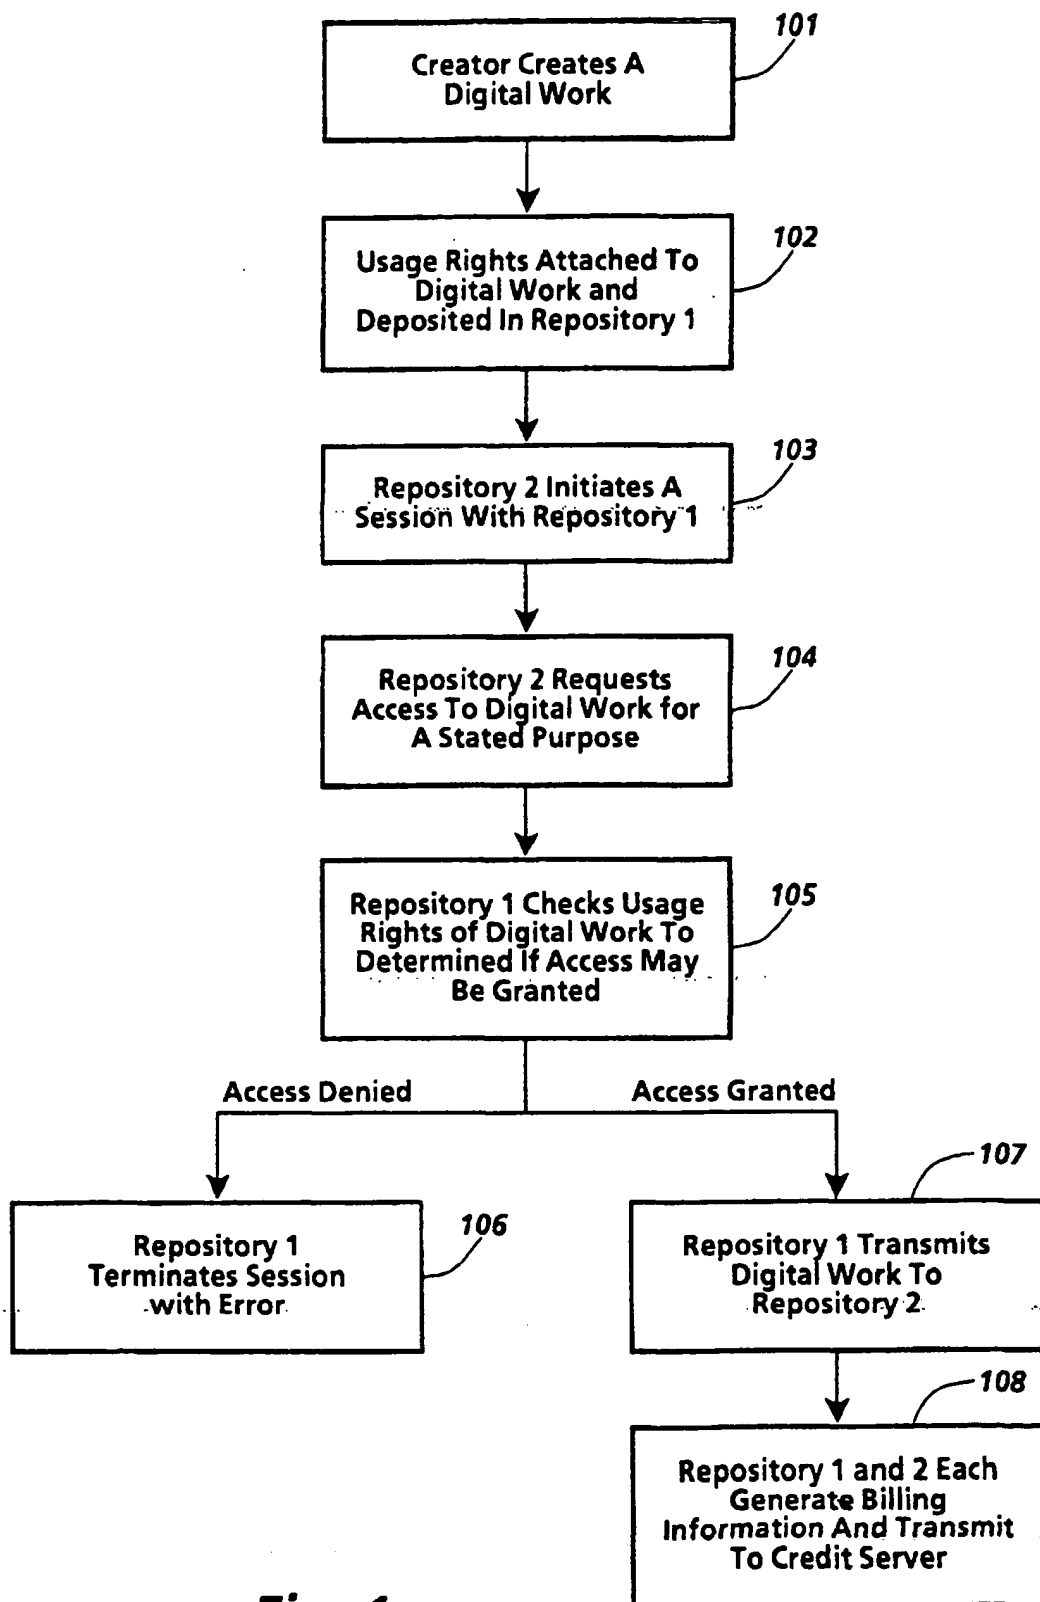 101
Creator Creates A
Digital Work
102
Usage Rights Attached To
Digital Work and
Deposited In Repository 1
103
Repository 2 Initiates A
Session With Repository 1
104
Repository 2 Requests
Access To Digital Work for
A Stated Purpose
105
Repository 1 Checks Usage
Rights of Digital Work To
Determined If Access May
Be Granted
Access Denied
Access Granted
106
Repository 1
Terminates Session
with Error
107
Repository 1 Transmits
Digital Work To
Repository 2
108
Repository 1 and 2 Each
Generate Billing
Information And Transmit
To Credit Server